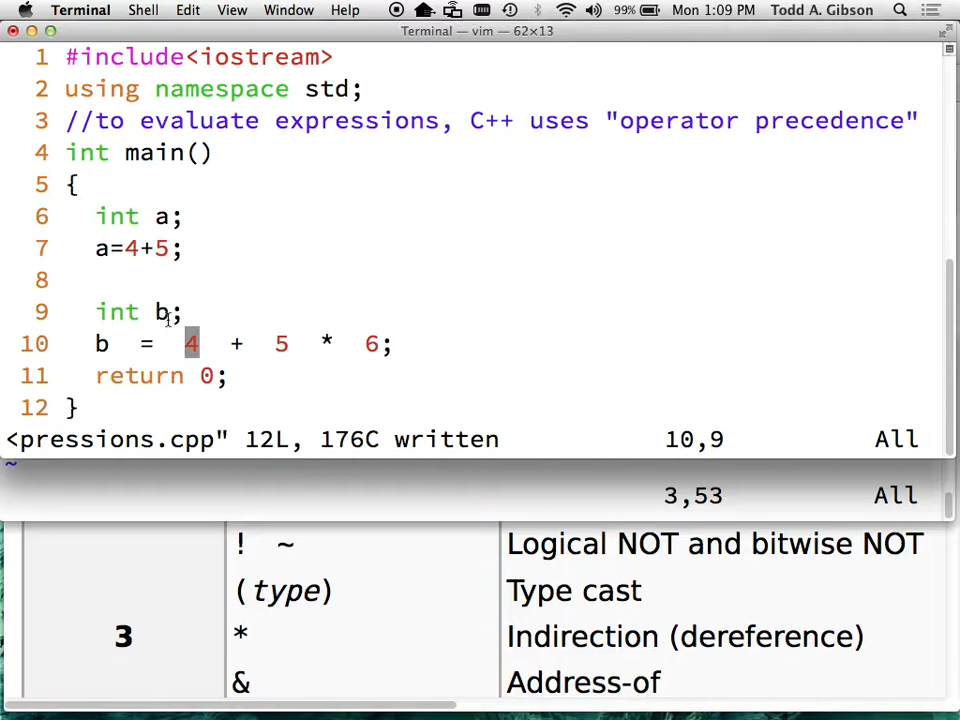 Terminal Shell Edit View Window Help 99% Mon 1:09 PM Todd A. Gibson
Terminal — vim — 62×13
1 #include<iostream>
2 using namespace std;
3 //to evaluate expressions, C++ uses "operator precedence"
4 int main()
5 {
6 int a;
7 a=4+5;
8
9 int b;
10 b = 4 + 5 * 6;
11 return 0;
12 }
<pressions.cpp" 12L, 176C written 10,9 All
~
3,53 All
! ~ Logical NOT and bitwise NOT
(type) Type cast
3 * Indirection (dereference)
& Address-of